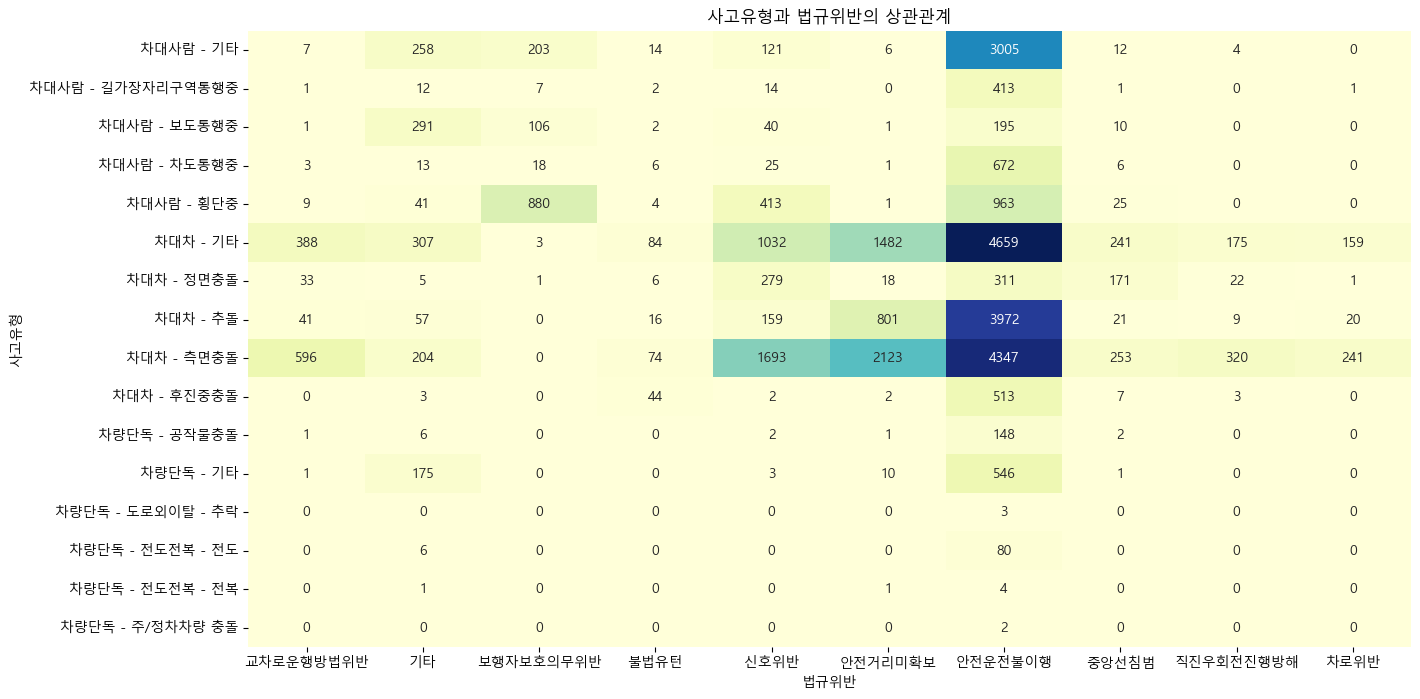 사고유형과 법규위반의 상관관계
차대사람 - 기타 7 258 203 14 121 6 3005 12 4 0
차대사람 - 길가장자리구역통행중 1 12 7 2 14 0 413 1 0 1
차대사람 - 보도통행중 1 291 106 2 40 1 195 10 0 0
차대사람 - 차도통행중 3 13 18 6 25 1 672 6 0 0
차대사람 - 횡단중 9 41 880 4 413 1 963 25 0 0
차대차 - 기타 388 307 3 84 1032 1482 4659 241 175 159
차대차 - 정면충돌 33 5 1 6 279 18 311 171 22 1
차대차 - 추돌 41 57 0 16 159 801 3972 21 9 20
차대차 - 측면충돌 596 204 0 74 1693 2123 4347 253 320 241
차대차 - 후진중충돌 0 3 0 44 2 2 513 7 3 0
차량단독 - 공작물충돌 1 6 0 0 2 1 148 2 0 0
차량단독 - 기타 1 175 0 0 3 10 546 1 0 0
차량단독 - 도로외이탈 - 추락 0 0 0 0 0 0 3 0 0 0
차량단독 - 전도전복 - 전도 0 6 0 0 0 0 80 0 0 0
차량단독 - 전도전복 - 전복 0 1 0 0 0 1 4 0 0 0
차량단독 - 주/정차차량 충돌 0 0 0 0 0 0 2 0 0 0
사고유형
교차로운행방법위반 기타 보행자보호의무위반 불법유턴 신호위반 안전거리미확보 안전운전불이행 중앙선침범 직진우회전진행방해 차로위반
법규위반